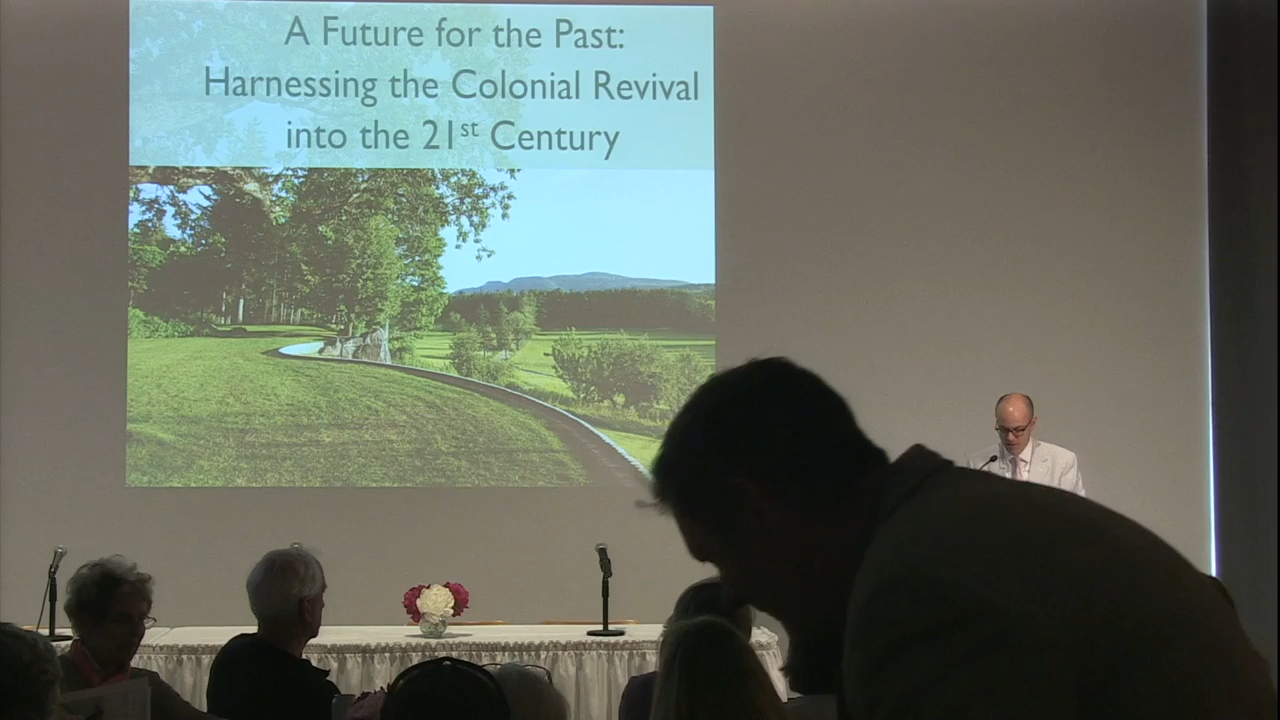 A Future for the Past:
Harnessing the Colonial Revival
into the 21st Century